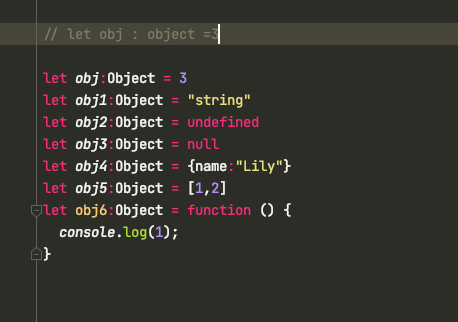 // let obj : object =3
let obj:Object = 3
let obj1:Object = "string"
let obj2:Object = undefined
let obj3:Object = null
let obj4:Object = {name:"Lily"}
let obj5:Object = [1,2]
let obj6:Object = function () {
  console.log(1);
}